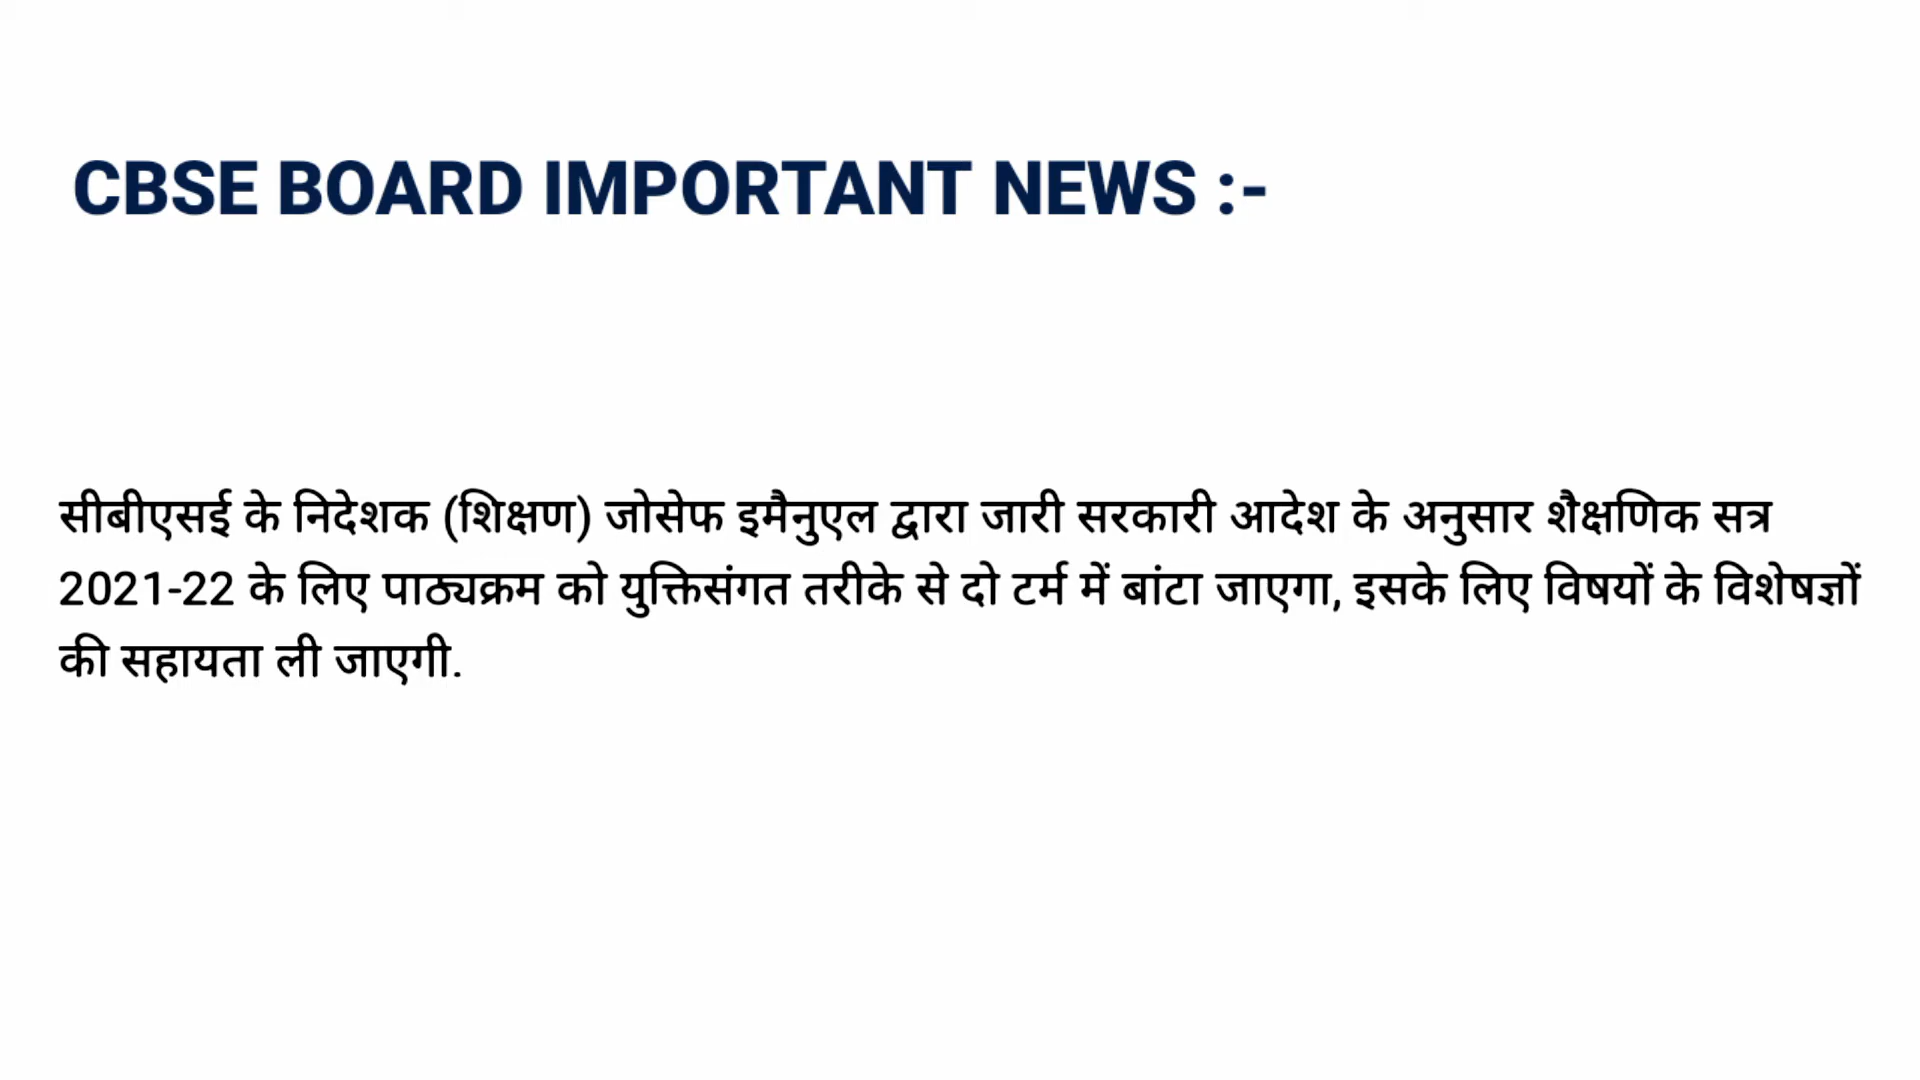 CBSE BOARD IMPORTANT NEWS :-
सीबीएसई के निदेशक (शिक्षण) जोसेफ इमैनुएल द्वारा जारी सरकारी आदेश के अनुसार शैक्षणिक सत्र
2021-22 के लिए पाठ्यक्रम को युक्तिसंगत तरीके से दो टर्म में बांटा जाएगा, इसके लिए विषयों के विशेषज्ञों
की सहायता ली जाएगी.